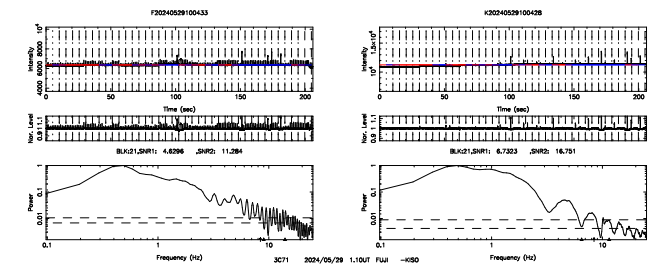 F20240529100433
K20240529100428
10⁴
8000
6000
4000
Intensity
0 50 100 150 200
Time (sec)
1.5×10⁴
10⁴
Intensity
0 50 100 150 200
Time (sec)
Nor. Level
0.9 1 1.1
Nor. Level
0.9 1 1.1
BLK:21,SNR1: 4.6296 ,SNR2: 11.284
BLK:21,SNR1: 6.7323 ,SNR2: 16.751
Power
1
0.1
0.01
0.1 1 10
Frequency (Hz)
Power
1
0.1
0.01
0.1 1 10
Frequency (Hz)
3C71 2024/05/29 1.10UT FUJI -KISO